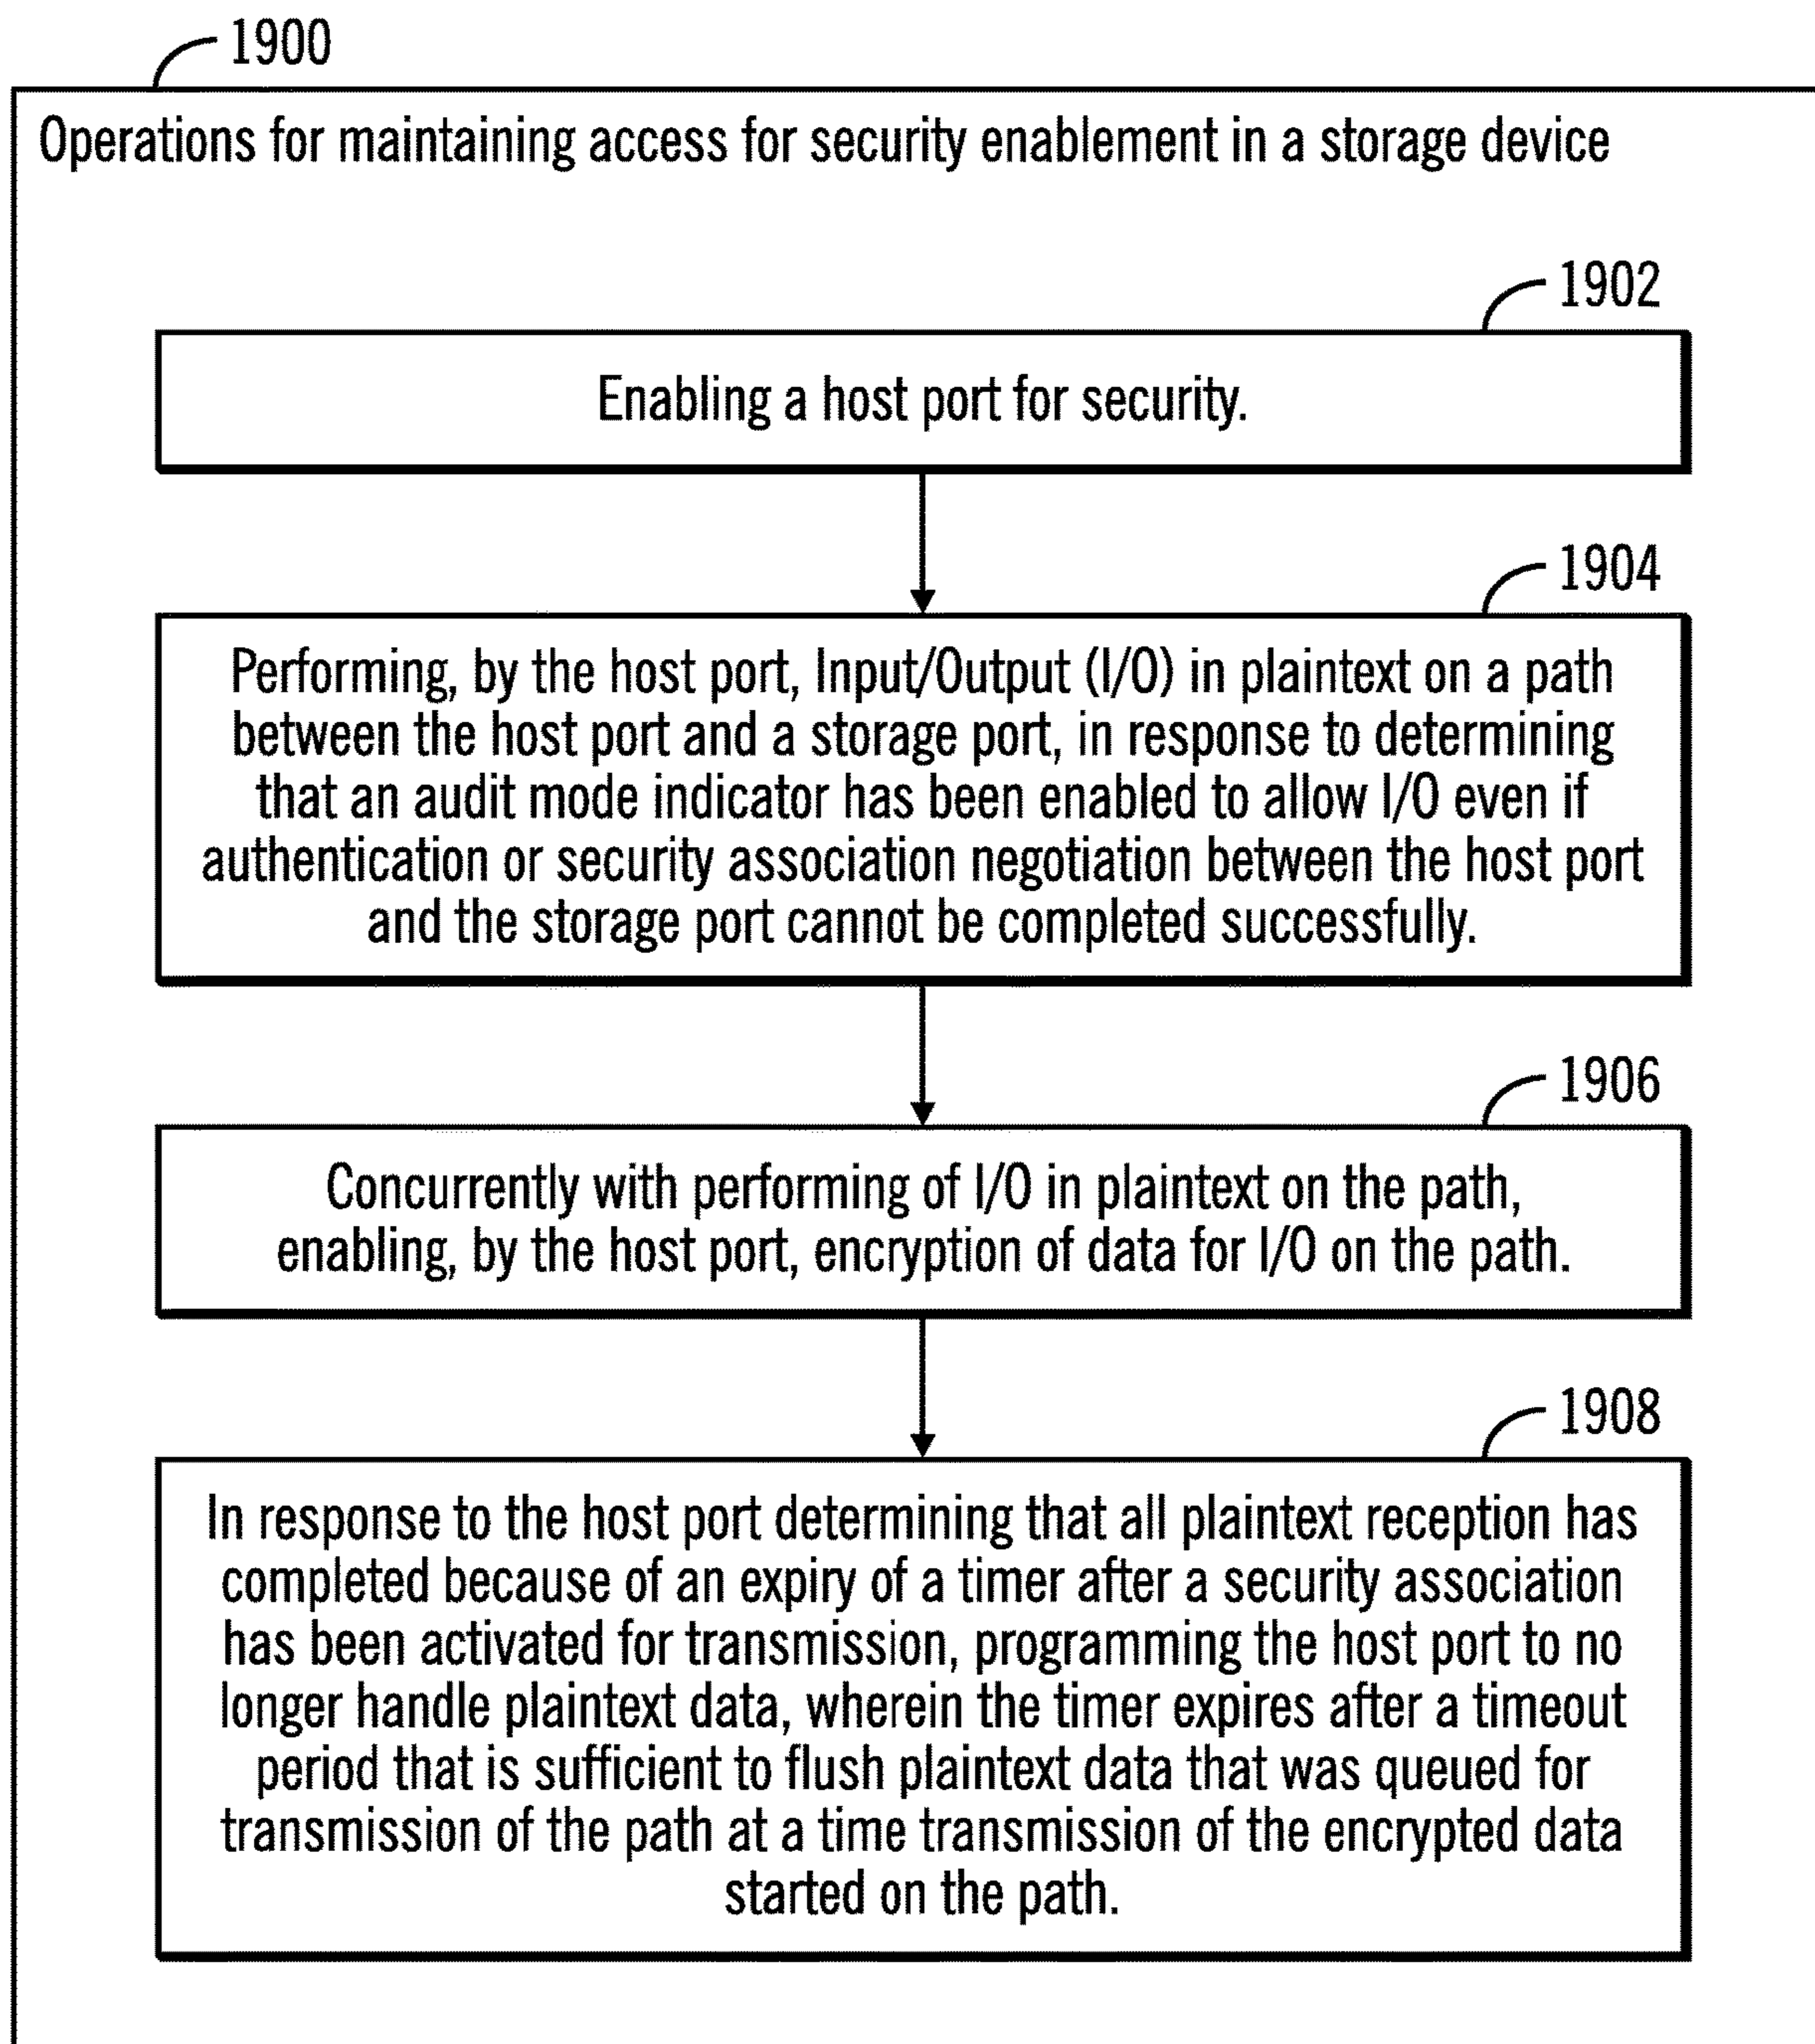 1900
Operations for maintaining access for security enablement in a storage device
1902
Enabling a host port for security.
1904
Performing, by the host port, Input/Output (I/O) in plaintext on a path
between the host port and a storage port, in response to determining
that an audit mode indicator has been enabled to allow I/O even if
authentication or security association negotiation between the host port
and the storage port cannot be completed successfully.
1906
Concurrently with performing of I/O in plaintext on the path,
enabling, by the host port, encryption of data for I/O on the path.
1908
In response to the host port determining that all plaintext reception has
completed because of an expiry of a timer after a security association
has been activated for transmission, programming the host port to no
longer handle plaintext data, wherein the timer expires after a timeout
period that is sufficient to flush plaintext data that was queued for
transmission of the path at a time transmission of the encrypted data
started on the path.